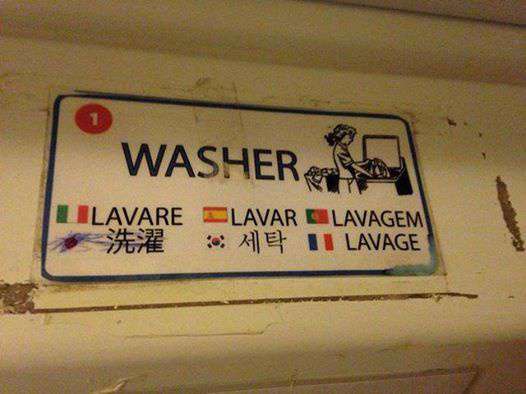 1
WASHER
LAVARE LAVAR LAVAGEM
洗濯 세탁 LAVAGE